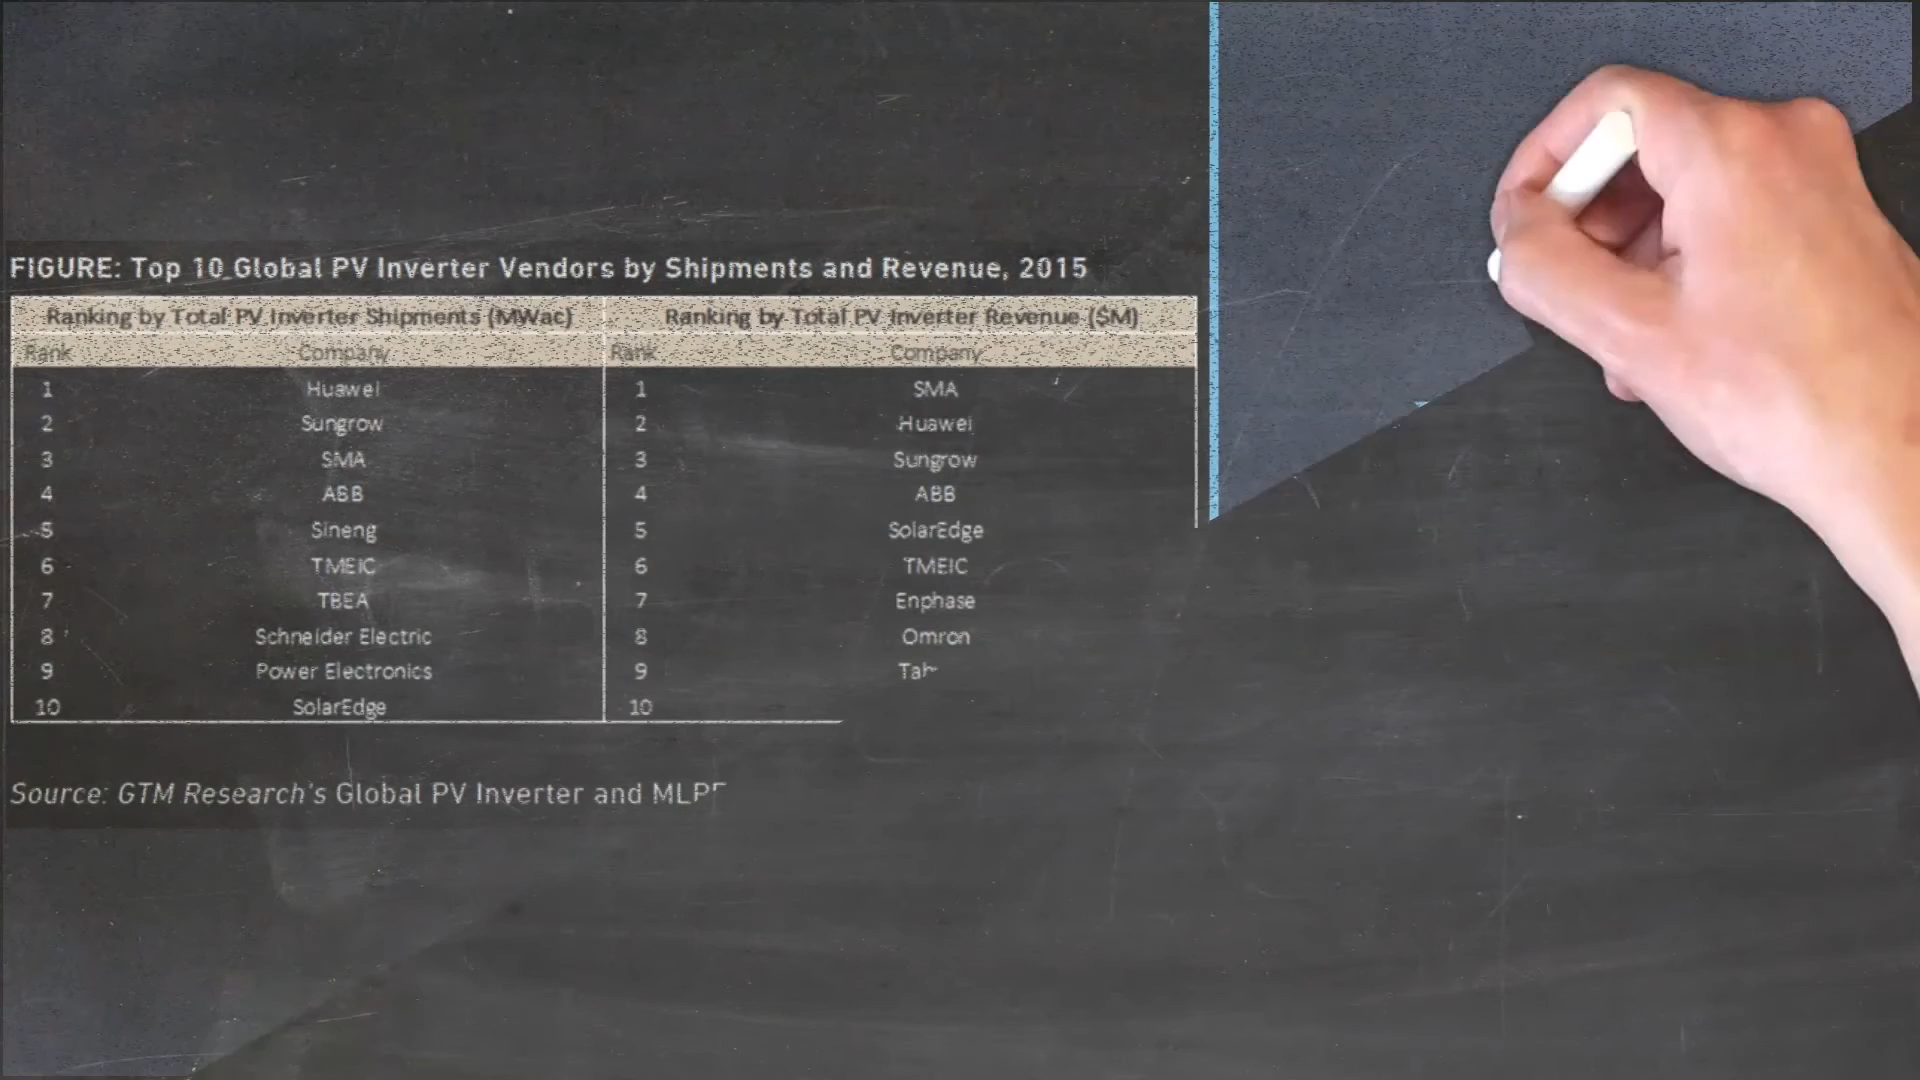 FIGURE: Top 10 Global PV Inverter Vendors by Shipments and Revenue, 2015
Ranking by Total PV Inverter Shipments (MWac) Ranking by Total PV Inverter Revenue ($M)
Rank Company Rank Company
1 Huawei 1 SMA
2 Sungrow 2 Huawei
3 SMA 3 Sungrow
4 ABB 4 ABB
5 Sineng 5 SolarEdge
6 TMEIC 6 TMEIC
7 TBEA 7 Enphase
8 Schneider Electric 8 Omron
9 Power Electronics 9
10 SolarEdge 10
Source: GTM Research's Global PV Inverter and